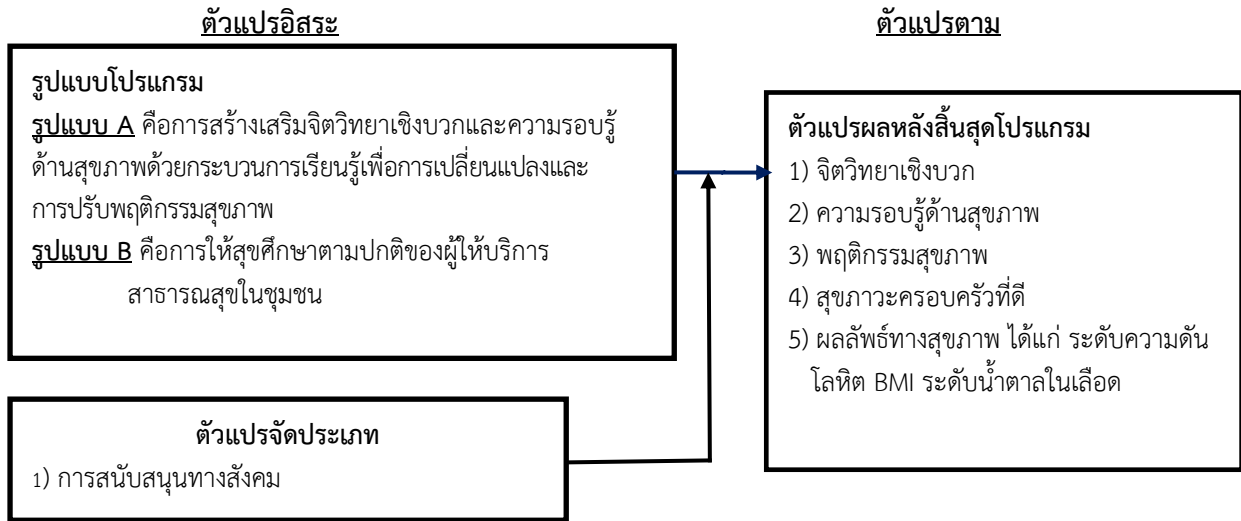 ตัวแปรอิสระ
รูปแบบโปรแกรม
รูปแบบ A คือการสร้างเสริมจิตวิทยาเชิงบวกและความรอบรู้
ด้านสุขภาพด้วยกระบวนการเรียนรู้เพื่อการเปลี่ยนแปลงและ
การปรับพฤติกรรมสุขภาพ
รูปแบบ B คือการให้สุขศึกษาตามปกติของผู้ให้บริการ
สาธารณสุขในชุมชน
ตัวแปรจัดประเภท
1) การสนับสนุนทางสังคม
ตัวแปรตาม
ตัวแปรผลหลังสิ้นสุดโปรแกรม
1) จิตวิทยาเชิงบวก
2) ความรอบรู้ด้านสุขภาพ
3) พฤติกรรมสุขภาพ
4) สุขภาวะครอบครัวที่ดี
5) ผลลัพธ์ทางสุขภาพ ได้แก่ ระดับความดัน
โลหิต BMI ระดับน้ำตาลในเลือด